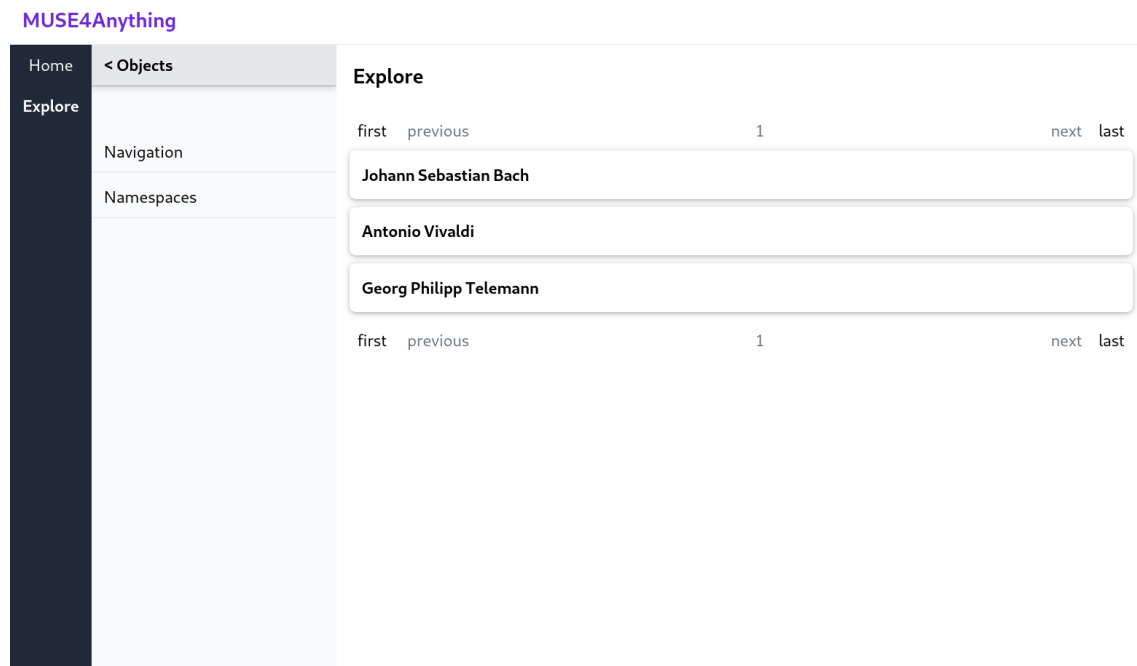 MUSE4Anything
Home
Explore
< Objects
Navigation
Namespaces
Explore
first previous 1 next last
Johann Sebastian Bach
Antonio Vivaldi
Georg Philipp Telemann
first previous 1 next last